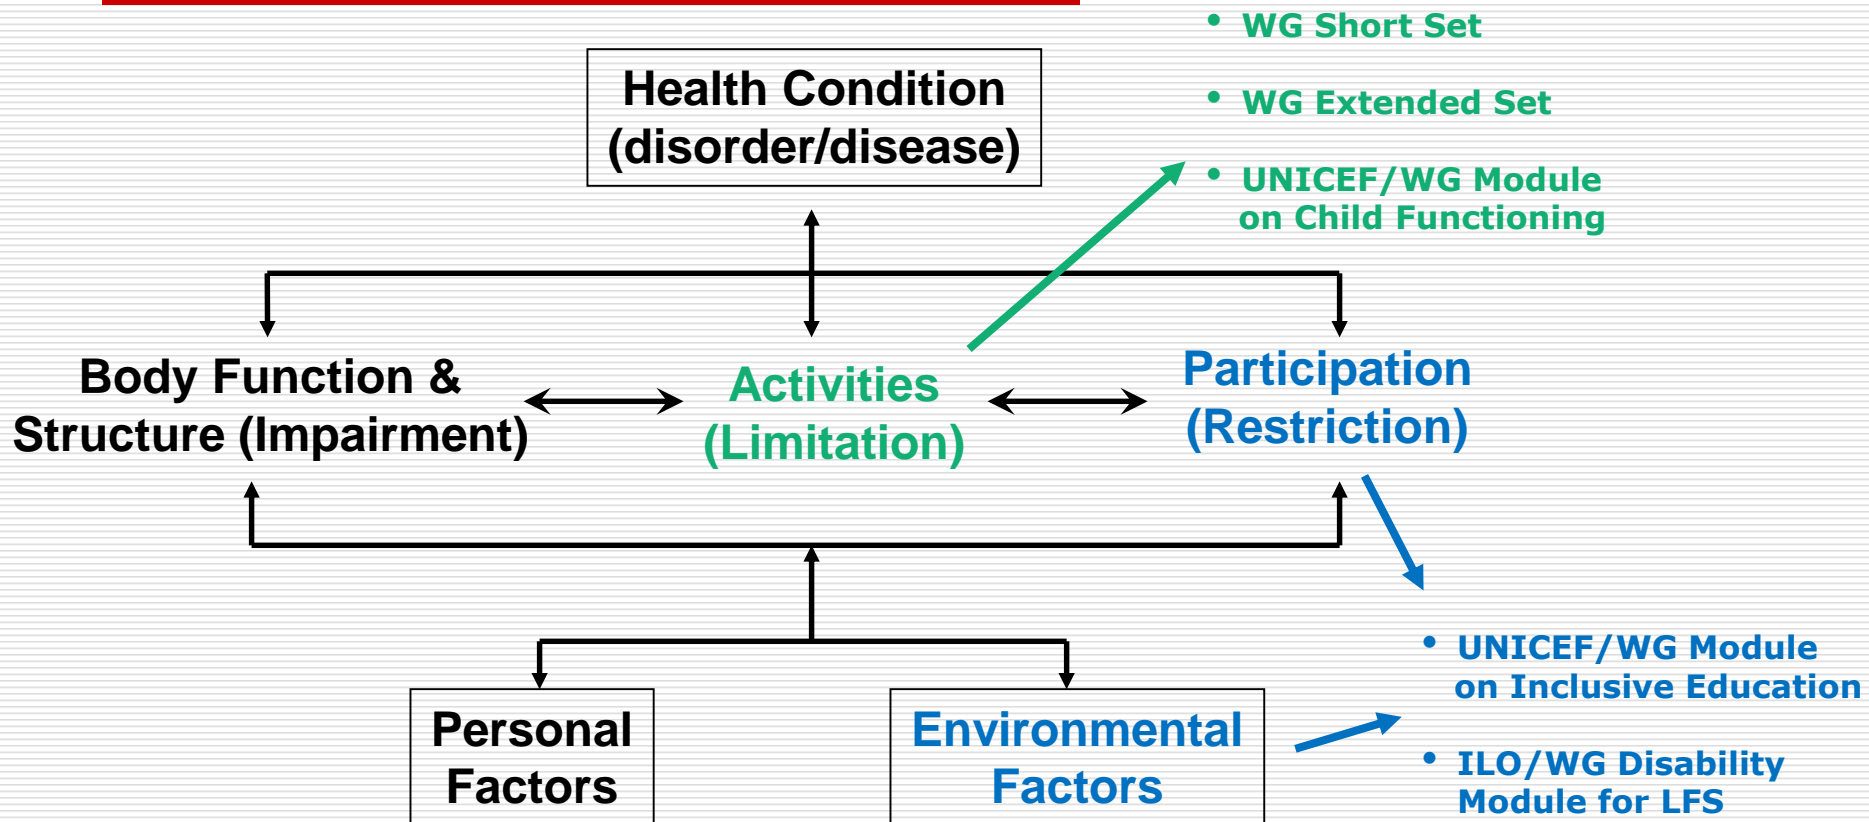 • WG Short Set
• WG Extended Set
• UNICEF/WG Module
on Child Functioning
Health Condition
(disorder/disease)
Body Function &
Structure (Impairment)
Activities
(Limitation)
Participation
(Restriction)
Personal
Factors
Environmental
Factors
• UNICEF/WG Module
on Inclusive Education
• ILO/WG Disability
Module for LFS